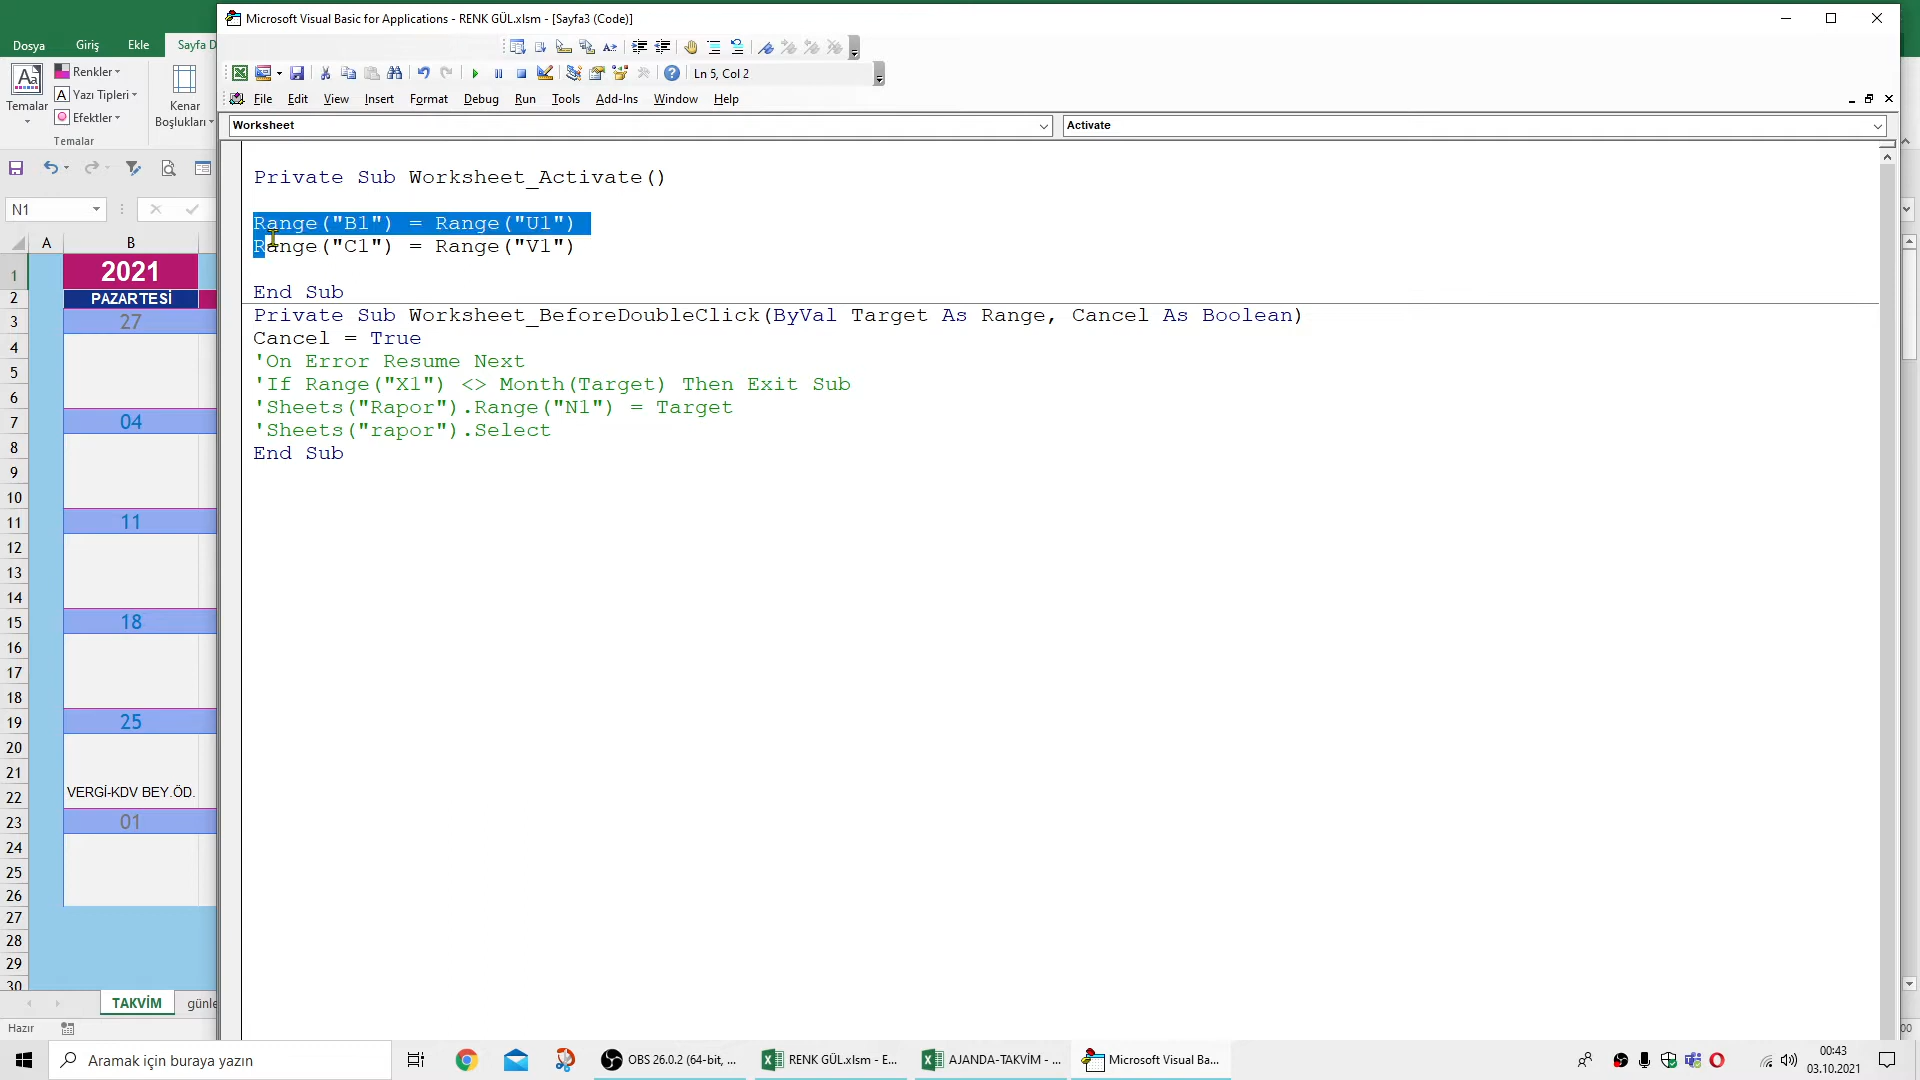 Microsoft Visual Basic for Applications - RENK GÜL.xlsm - [Sayfa3 (Code)]
Dosya
Giriş
Ekle
Sayfa D
Ln 5, Col 2
Temalar
Renkler
Yazı Tipleri
Efektler
Temalar
Kenar
Boşlukları
File
Edit
View
Insert
Format
Debug
Run
Tools
Add-Ins
Window
Help
Worksheet
Activate
N1
Private Sub Worksheet_Activate()
Range("B1") = Range("U1")
Range("C1") = Range("V1")
End Sub
Private Sub Worksheet_BeforeDoubleClick(ByVal Target As Range, Cancel As Boolean)
Cancel = True
'On Error Resume Next
'If Range("X1") <> Month(Target) Then Exit Sub
'Sheets("Rapor").Range("N1") = Target
'Sheets("rapor").Select
End Sub
A
B
1
2021
2
PAZARTESİ
3
27
4
5
6
7
04
8
9
10
11
11
12
13
14
15
18
16
17
18
19
25
20
21
22
VERGİ-KDV BEY.ÖD.
23
01
24
25
26
27
28
29
30
TAKVİM
günle
Hazır
Aramak için buraya yazın
OBS 26.0.2 (64-bit, ...
RENK GÜL.xlsm - E...
AJANDA-TAKVİM - ...
Microsoft Visual Ba...
00:43
03.10.2021